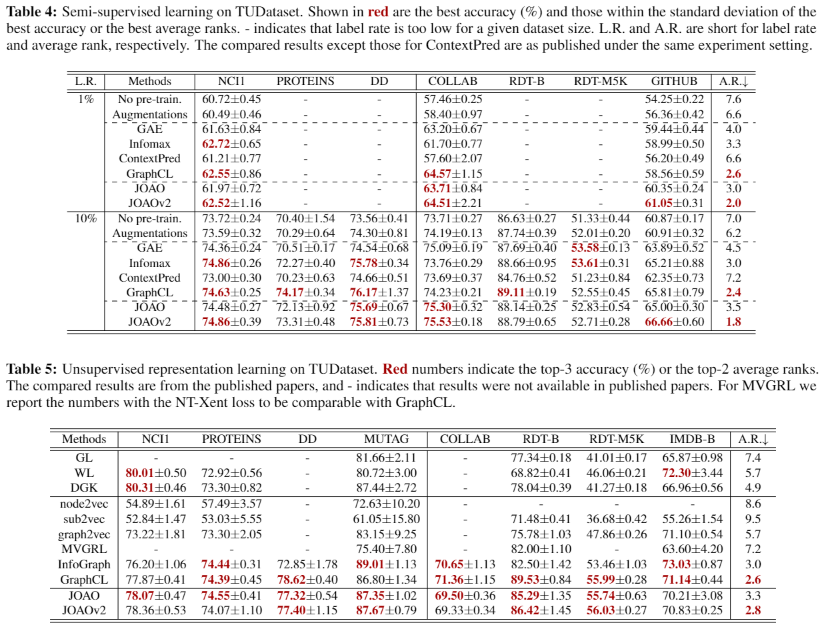 Table 4: Semi-supervised learning on TUDataset. Shown in red are the best accuracy (%) and those within the standard deviation of the
best accuracy or the best average ranks. - indicates that label rate is too low for a given dataset size. L.R. and A.R. are short for label rate
and average rank, respectively. The compared results except those for ContextPred are as published under the same experiment setting.
L.R. Methods NCI1 PROTEINS DD COLLAB RDT-B RDT-M5K GITHUB A.R.↓
1% No pre-train. 60.72±0.45 - - 57.46±0.25 - - 54.25±0.22 7.6
Augmentations 60.49±0.46 - - 58.40±0.97 - - 56.36±0.42 6.6
GAE 61.63±0.84 - - 63.20±0.67 - - 59.44±0.44 4.0
Infomax 62.72±0.65 - - 61.70±0.77 - - 58.99±0.50 3.3
ContextPred 61.21±0.77 - - 57.60±2.07 - - 56.20±0.49 6.6
GraphCL 62.55±0.86 - - 64.57±1.15 - - 58.56±0.59 2.6
JOAO 61.97±0.72 - - 63.71±0.84 - - 60.35±0.24 3.0
JOAOv2 62.52±1.16 - - 64.51±2.21 - - 61.05±0.31 2.0
10% No pre-train. 73.72±0.24 70.40±1.54 73.56±0.41 73.71±0.27 86.63±0.27 51.33±0.44 60.87±0.17 7.0
Augmentations 73.59±0.32 70.29±0.64 74.30±0.81 74.19±0.13 87.74±0.39 52.01±0.20 60.91±0.32 6.2
GAE 74.36±0.24 70.51±0.17 74.54±0.68 75.09±0.19 87.69±0.40 53.58±0.13 63.89±0.52 4.5
Infomax 74.86±0.26 72.27±0.40 75.78±0.34 73.76±0.29 88.66±0.95 53.61±0.31 65.21±0.88 3.0
ContextPred 73.00±0.30 70.23±0.63 74.66±0.51 73.69±0.37 84.76±0.52 51.23±0.84 62.35±0.73 7.2
GraphCL 74.63±0.25 74.17±0.34 76.17±1.37 74.23±0.21 89.11±0.19 52.55±0.45 65.81±0.79 2.4
JOAO 74.48±0.27 72.13±0.92 75.69±0.67 75.30±0.32 88.14±0.25 52.83±0.54 65.00±0.30 3.5
JOAOv2 74.86±0.39 73.31±0.48 75.81±0.73 75.53±0.18 88.79±0.65 52.71±0.28 66.66±0.60 1.8
Table 5: Unsupervised representation learning on TUDataset. Red numbers indicate the top-3 accuracy (%) or the top-2 average ranks.
The compared results are from the published papers, and - indicates that results were not available in published papers. For MVGRL we
report the numbers with the NT-Xent loss to be comparable with GraphCL.
Methods NCI1 PROTEINS DD MUTAG COLLAB RDT-B RDT-M5K IMDB-B A.R.↓
GL - - - 81.66±2.11 - 77.34±0.18 41.01±0.17 65.87±0.98 7.4
WL 80.01±0.50 72.92±0.56 - 80.72±3.00 - 68.82±0.41 46.06±0.21 72.30±3.44 5.7
DGK 80.31±0.46 73.30±0.82 - 87.44±2.72 - 78.04±0.39 41.27±0.18 66.96±0.56 4.9
node2vec 54.89±1.61 57.49±3.57 - 72.63±10.20 - - - - 8.6
sub2vec 52.84±1.47 53.03±5.55 - 61.05±15.80 - 71.48±0.41 36.68±0.42 55.26±1.54 9.5
graph2vec 73.22±1.81 73.30±2.05 - 83.15±9.25 - 75.78±1.03 47.86±0.26 71.10±0.54 5.7
MVGRL - - - 75.40±7.80 - 82.00±1.10 - 63.60±4.20 7.2
InfoGraph 76.20±1.06 74.44±0.31 72.85±1.78 89.01±1.13 70.65±1.13 82.50±1.42 53.46±1.03 73.03±0.87 3.0
GraphCL 77.87±0.41 74.39±0.45 78.62±0.40 86.80±1.34 71.36±1.15 89.53±0.84 55.99±0.28 71.14±0.44 2.6
JOAO 78.07±0.47 74.55±0.41 77.32±0.54 87.35±1.02 69.50±0.36 85.29±1.35 55.74±0.63 70.21±3.08 3.3
JOAOv2 78.36±0.53 74.07±1.10 77.40±1.15 87.67±0.79 69.33±0.34 86.42±1.45 56.03±0.27 70.83±0.25 2.8